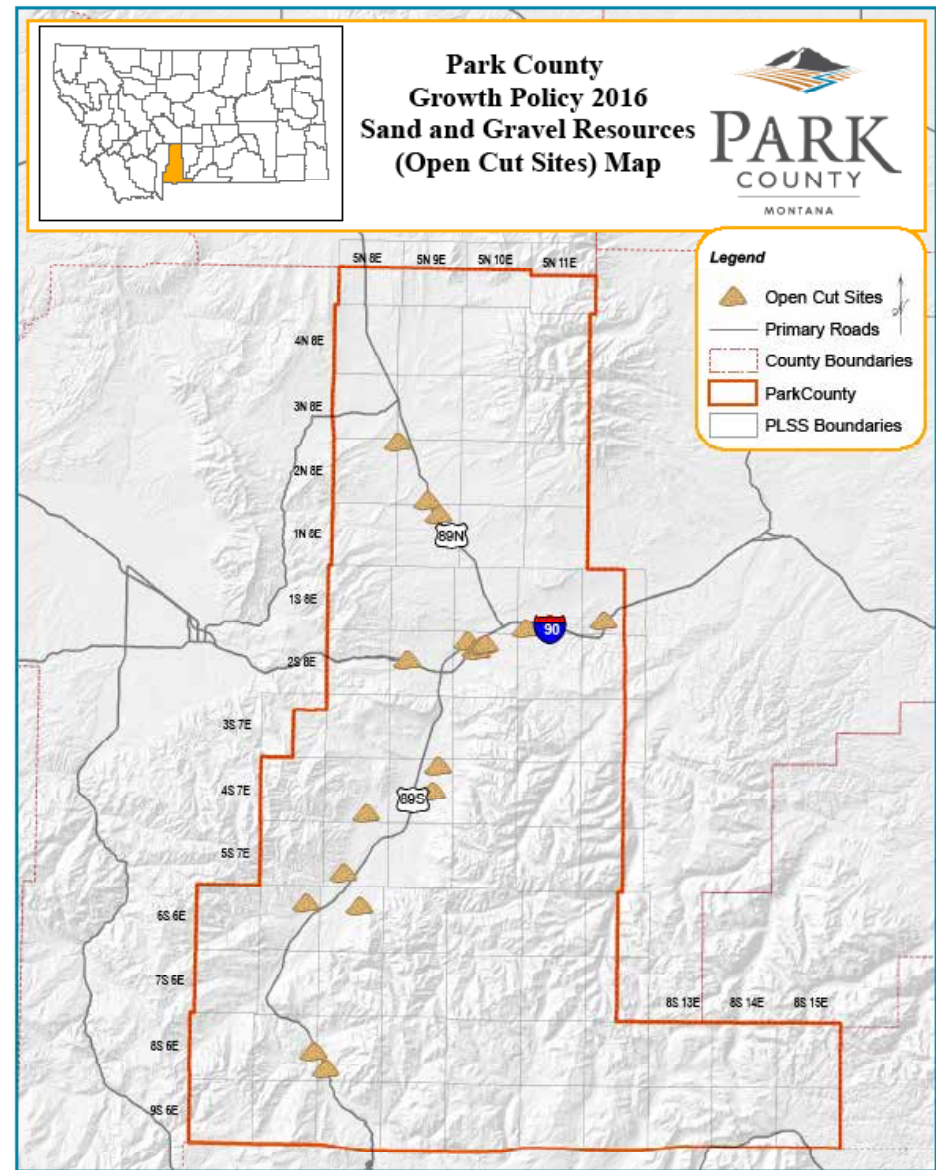 Park County
Growth Policy 2016
Sand and Gravel Resources
(Open Cut Sites) Map
PARK
COUNTY
MONTANA
Legend
Open Cut Sites
N
Primary Roads
County Boundaries
ParkCounty
PLSS Boundaries
5N 8E 5N 9E 5N 10E 5N 11E
4N 8E
3N 8E
2N 8E
1N 8E
89N
1S 8E
90
2S 8E
3S 7E
4S 7E
89S
5S 7E
6S 6E
7S 6E
8S 13E 8S 14E 8S 15E
8S 6E
9S 6E